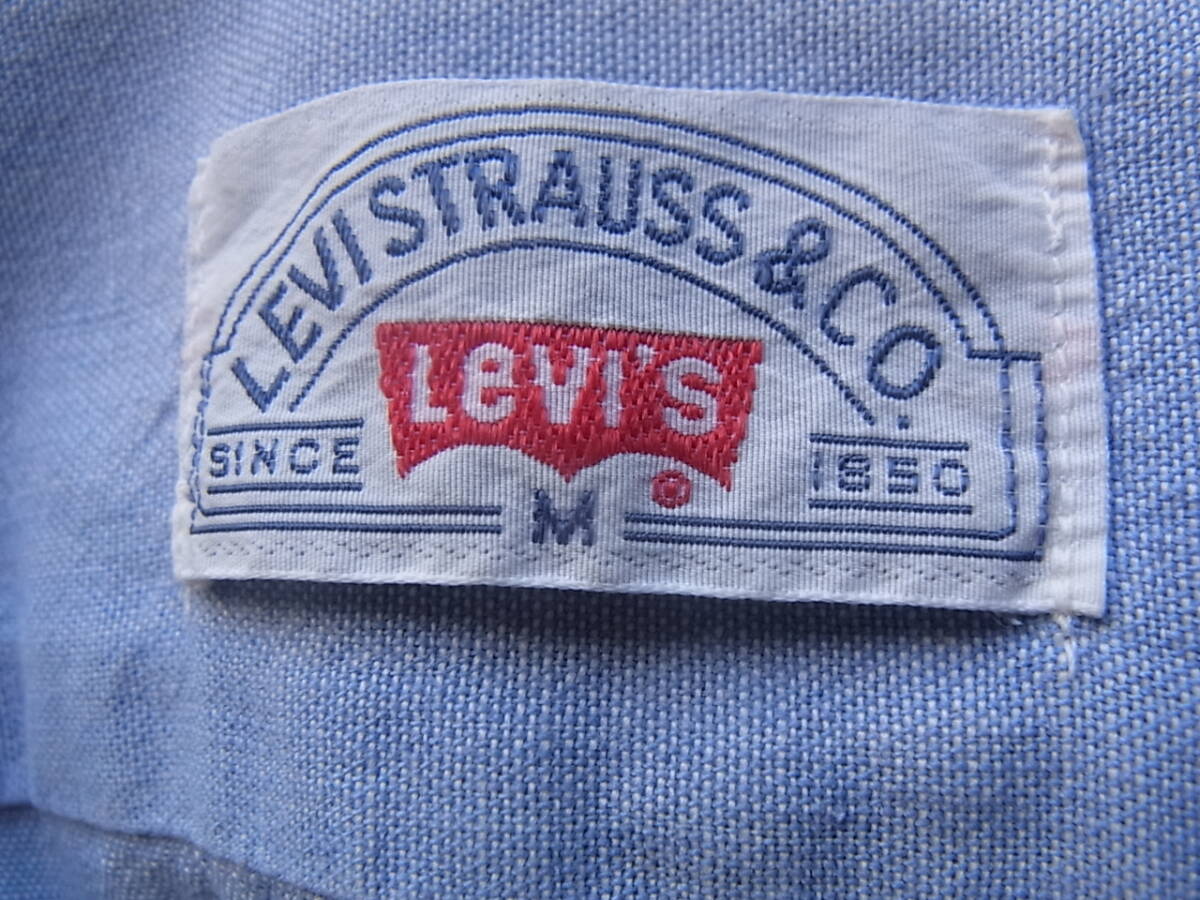 LEVI STRAUSS & CO.
LEVI'S
SINCE
1850
®
M